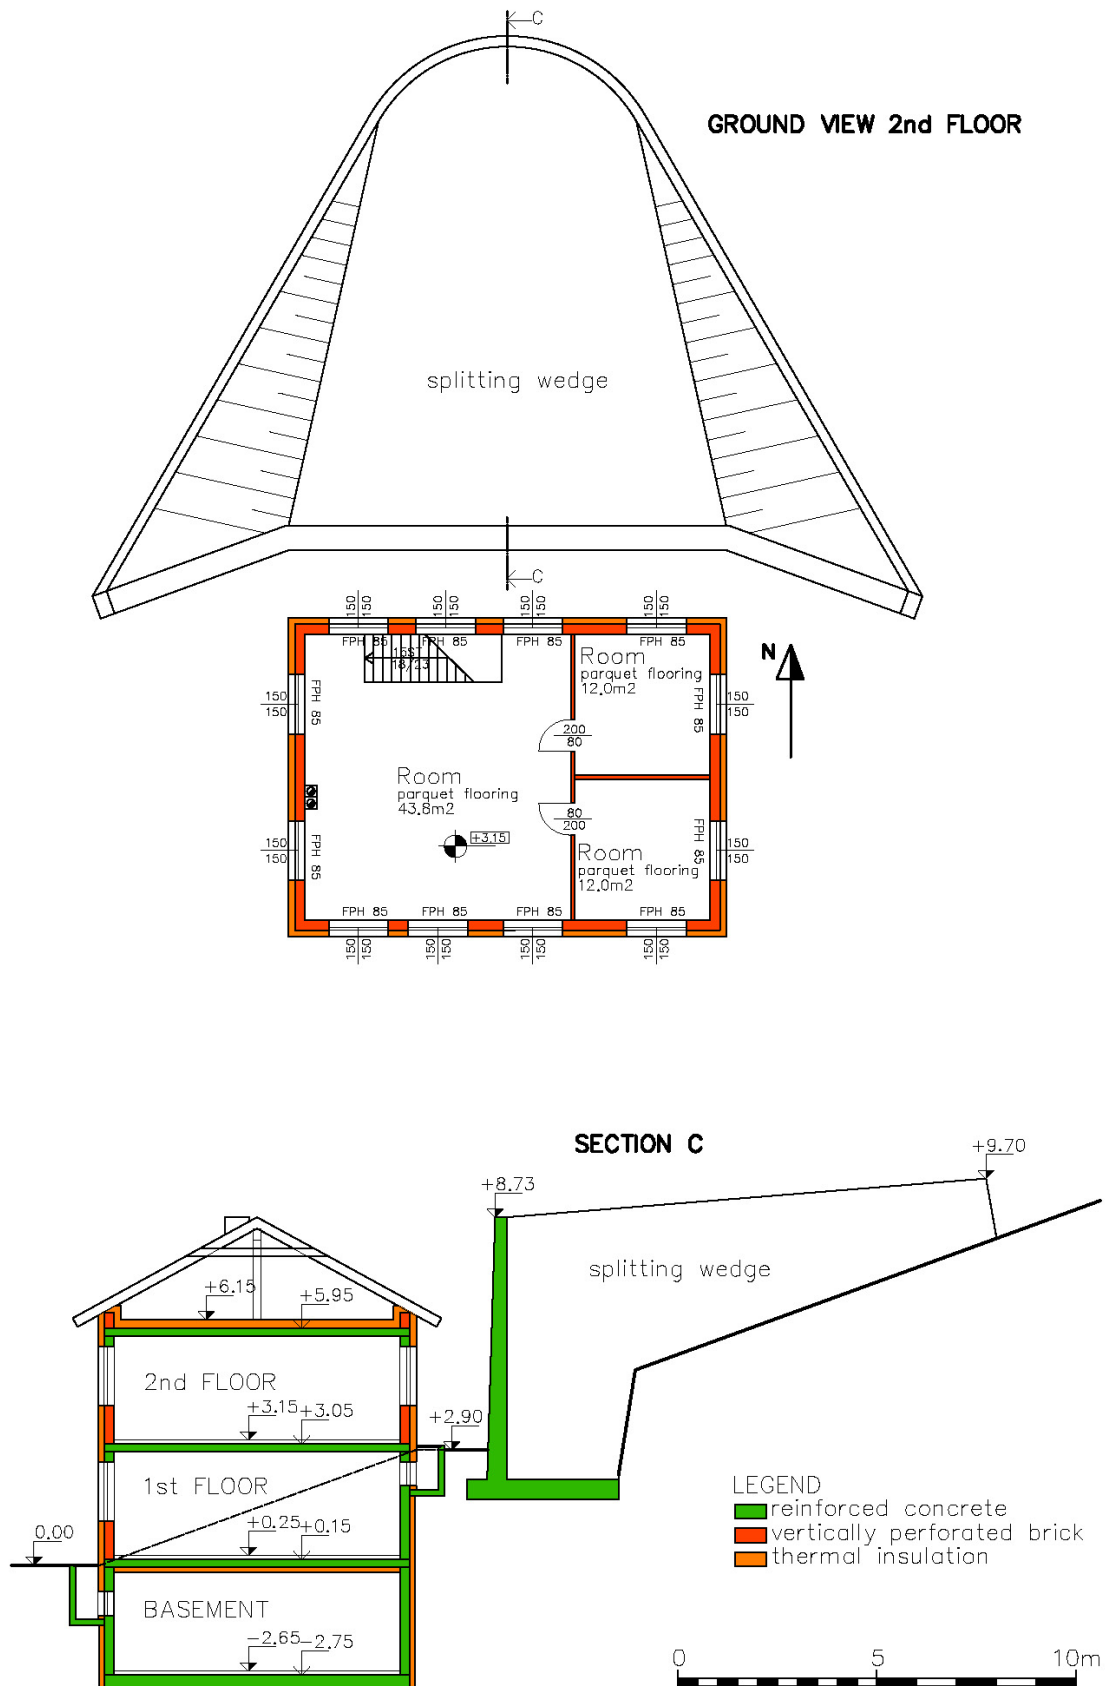 C
GROUND VIEW 2nd FLOOR
splitting wedge
C
150 150 150 150 150 150 150 150
FPH 85 FPH 85 FPH 85 FPH 85
18/23
N
Room
parquet flooring
12.0m2
150
150
FPH 85
FPH 85
150
150
200
80
Room
parquet flooring
43.8m2
+3.15
80
200
150
150
FPH 85
Room
parquet flooring
12.0m2
FPH 85
150
150
FPH 85 FPH 85 FPH 85 FPH 85
150 150 150 150 150 150 150 150
SECTION C
+9.70
+8.73
splitting wedge
+6.15 +5.95
2nd FLOOR
+3.15 +3.05
+2.90
1st FLOOR
0.00
+0.25 +0.15
BASEMENT
-2.65 -2.75
LEGEND
reinforced concrete
vertically perforated brick
thermal insulation
0 5 10m